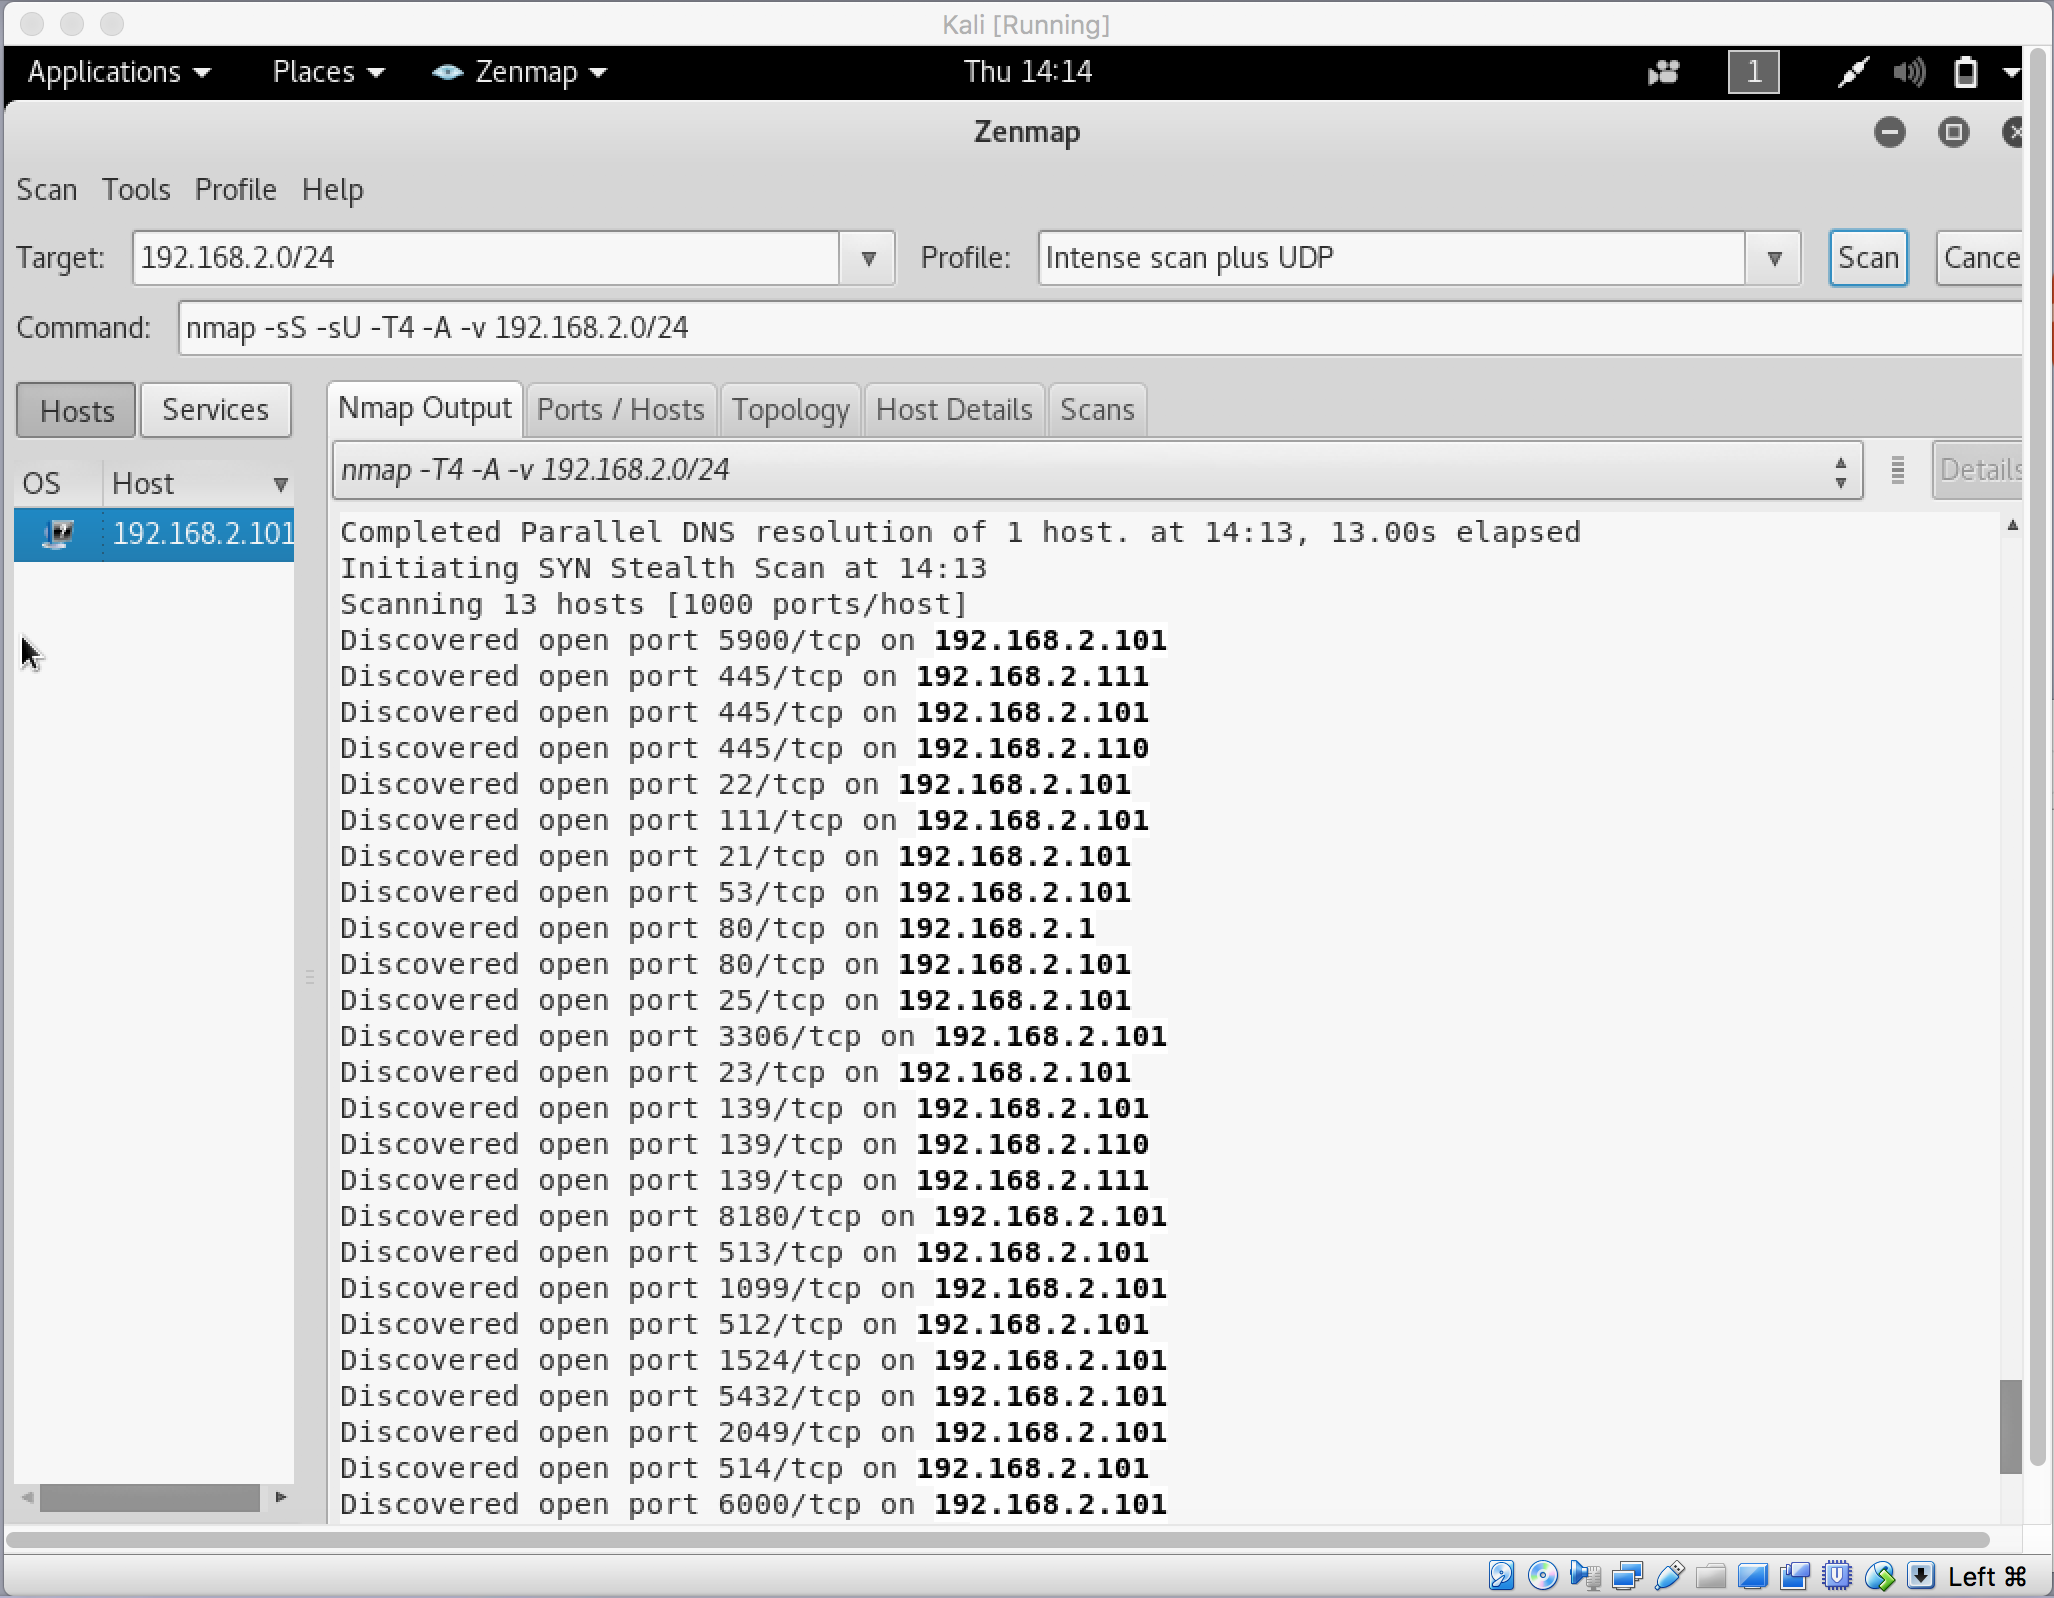 Kali [Running]
Applications Places Zenmap Thu 14:14 1
Zenmap
Scan Tools Profile Help
Target: 192.168.2.0/24 Profile: Intense scan plus UDP Scan Cance
Command: nmap -sS -sU -T4 -A -v 192.168.2.0/24
Hosts Services Nmap Output Ports / Hosts Topology Host Details Scans
nmap -T4 -A -v 192.168.2.0/24 Details
OS Host
192.168.2.101
Completed Parallel DNS resolution of 1 host. at 14:13, 13.00s elapsed
Initiating SYN Stealth Scan at 14:13
Scanning 13 hosts [1000 ports/host]
Discovered open port 5900/tcp on 192.168.2.101
Discovered open port 445/tcp on 192.168.2.111
Discovered open port 445/tcp on 192.168.2.101
Discovered open port 445/tcp on 192.168.2.110
Discovered open port 22/tcp on 192.168.2.101
Discovered open port 111/tcp on 192.168.2.101
Discovered open port 21/tcp on 192.168.2.101
Discovered open port 53/tcp on 192.168.2.101
Discovered open port 80/tcp on 192.168.2.1
Discovered open port 80/tcp on 192.168.2.101
Discovered open port 25/tcp on 192.168.2.101
Discovered open port 3306/tcp on 192.168.2.101
Discovered open port 23/tcp on 192.168.2.101
Discovered open port 139/tcp on 192.168.2.101
Discovered open port 139/tcp on 192.168.2.110
Discovered open port 139/tcp on 192.168.2.111
Discovered open port 8180/tcp on 192.168.2.101
Discovered open port 513/tcp on 192.168.2.101
Discovered open port 1099/tcp on 192.168.2.101
Discovered open port 512/tcp on 192.168.2.101
Discovered open port 1524/tcp on 192.168.2.101
Discovered open port 5432/tcp on 192.168.2.101
Discovered open port 2049/tcp on 192.168.2.101
Discovered open port 514/tcp on 192.168.2.101
Discovered open port 6000/tcp on 192.168.2.101
Left ⌘